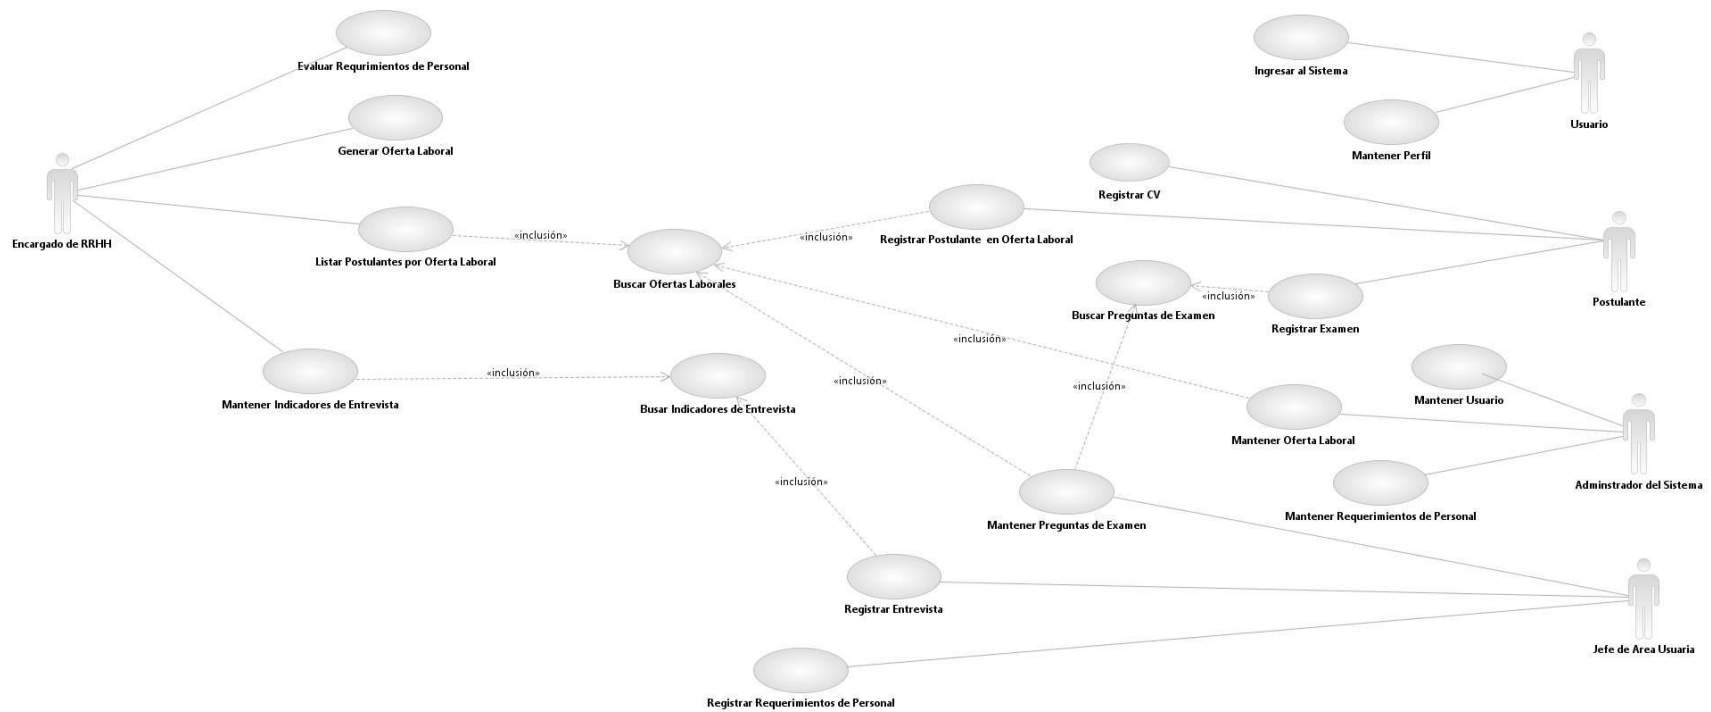 Evaluar Requrimientos de Personal
Ingresar al Sistema
Usuario
Generar Oferta Laboral
Mantener Perfil
Registrar CV
Encargado de RRHH
«inclusión»
«inclusión»
Registrar Postulante  en Oferta Laboral
Listar Postulantes por Oferta Laboral
Buscar Ofertas Laborales
«inclusión»
Postulante
Buscar Preguntas de Examen
Registrar Examen
«inclusión»
«inclusión»
«inclusión»
«inclusión»
Mantener Indicadores de Entrevista
Busar Indicadores de Entrevista
Mantener Usuario
Mantener Oferta Laboral
«inclusión»
Adminstrador del Sistema
Mantener Preguntas de Examen
Mantener Requerimientos de Personal
Registrar Entrevista
Jefe de Area Usuaria
Registrar Requerimientos de Personal